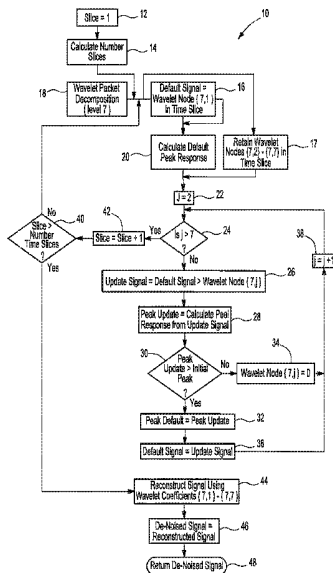 Slice = 1
12
10
Calculate Number
Slices
14
Wavelet Packet
Decomposition
{level 7}
18
Default Signal =
Wavelet Node {7,1}
in Time Slice
16
Calculate Default
Peak Response
20
Retain Wavelet
Nodes {7,2} - {7,7}
in Time Slice
17
J = 2
22
No
40
42
Slice >
Number
Time Slices
?
Yes
Slice = Slice + 1
Yes
Is j > 7
?
24
No
38
j = j + 1
Update Signal = Default Signal > Wavelet Node {7,j}
26
Peak Update = Calculate Peel
Response from Update Signal
28
30
Peak
Update > Initial
Peak
?
No
34
Wavelet Node {7,j} = 0
Yes
Peak Default = Peak Update
32
Default Signal = Update Signal
36
Reconstruct Signal Using
Wavelet Coefficients {7,1} - {7,7}
44
De-Noised Signal =
Reconstructed Signal
46
Return De-Noised Signal
48